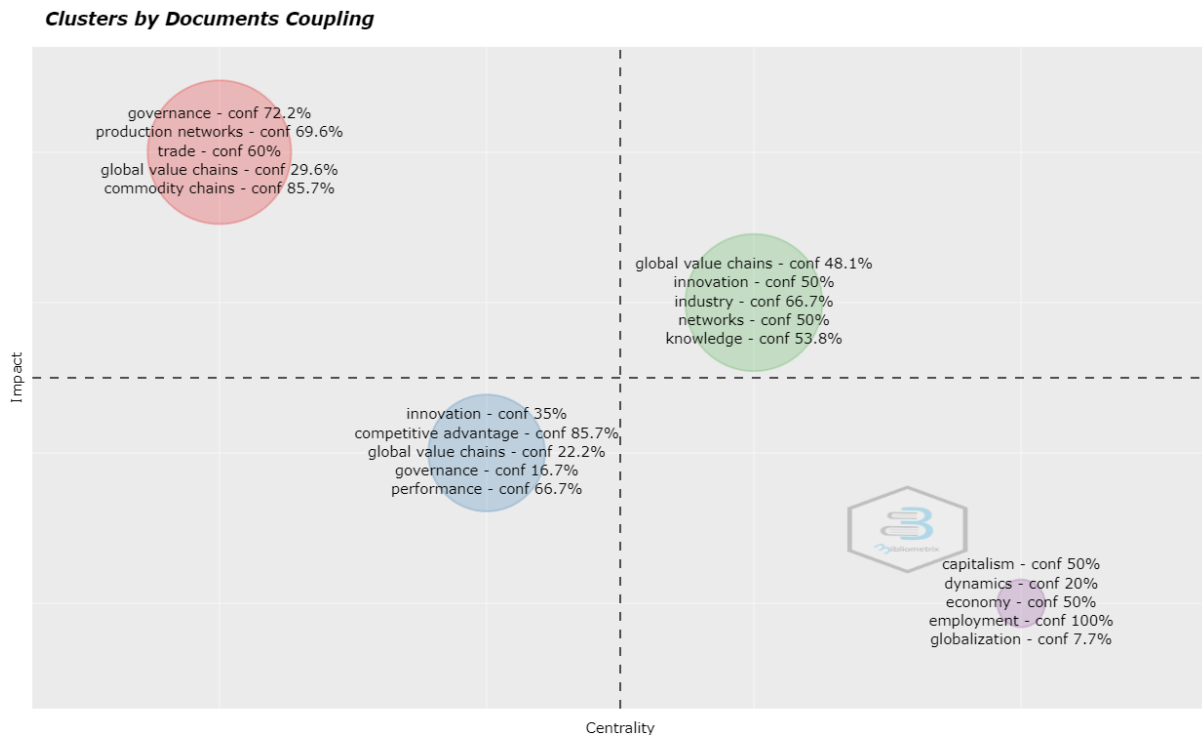 Clusters by Documents Coupling
governance - conf 72.2%
production networks - conf 69.6%
trade - conf 60%
global value chains - conf 29.6%
commodity chains - conf 85.7%
global value chains - conf 48.1%
innovation - conf 50%
industry - conf 66.7%
networks - conf 50%
knowledge - conf 53.8%
Impact
innovation - conf 35%
competitive advantage - conf 85.7%
global value chains - conf 22.2%
governance - conf 16.7%
performance - conf 66.7%
bibliometrix
capitalism - conf 50%
dynamics - conf 20%
economy - conf 50%
employment - conf 100%
globalization - conf 7.7%
Centrality